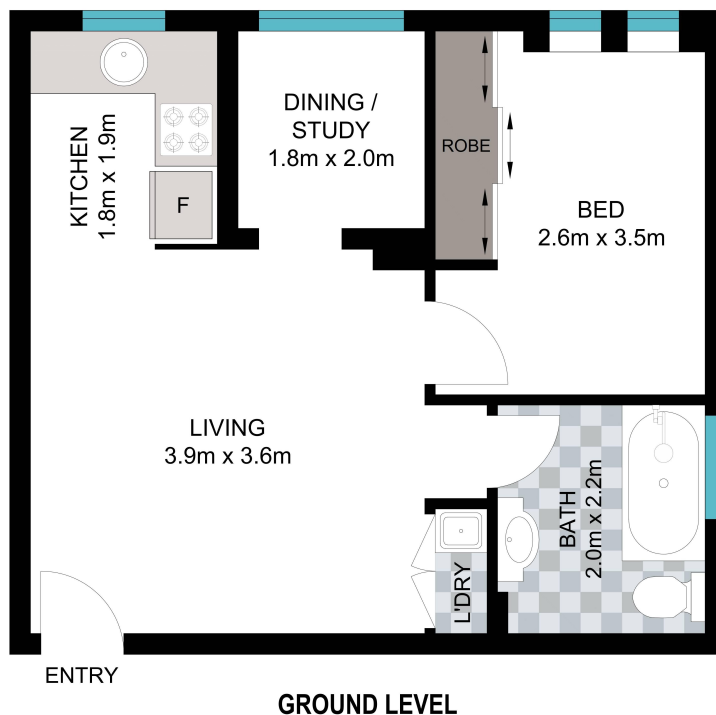 KITCHEN
1.8m x 1.9m
F
DINING /
STUDY
1.8m x 2.0m
ROBE
BED
2.6m x 3.5m
LIVING
3.9m x 3.6m
BATH
2.0m x 2.2m
L'DRY
ENTRY
GROUND LEVEL